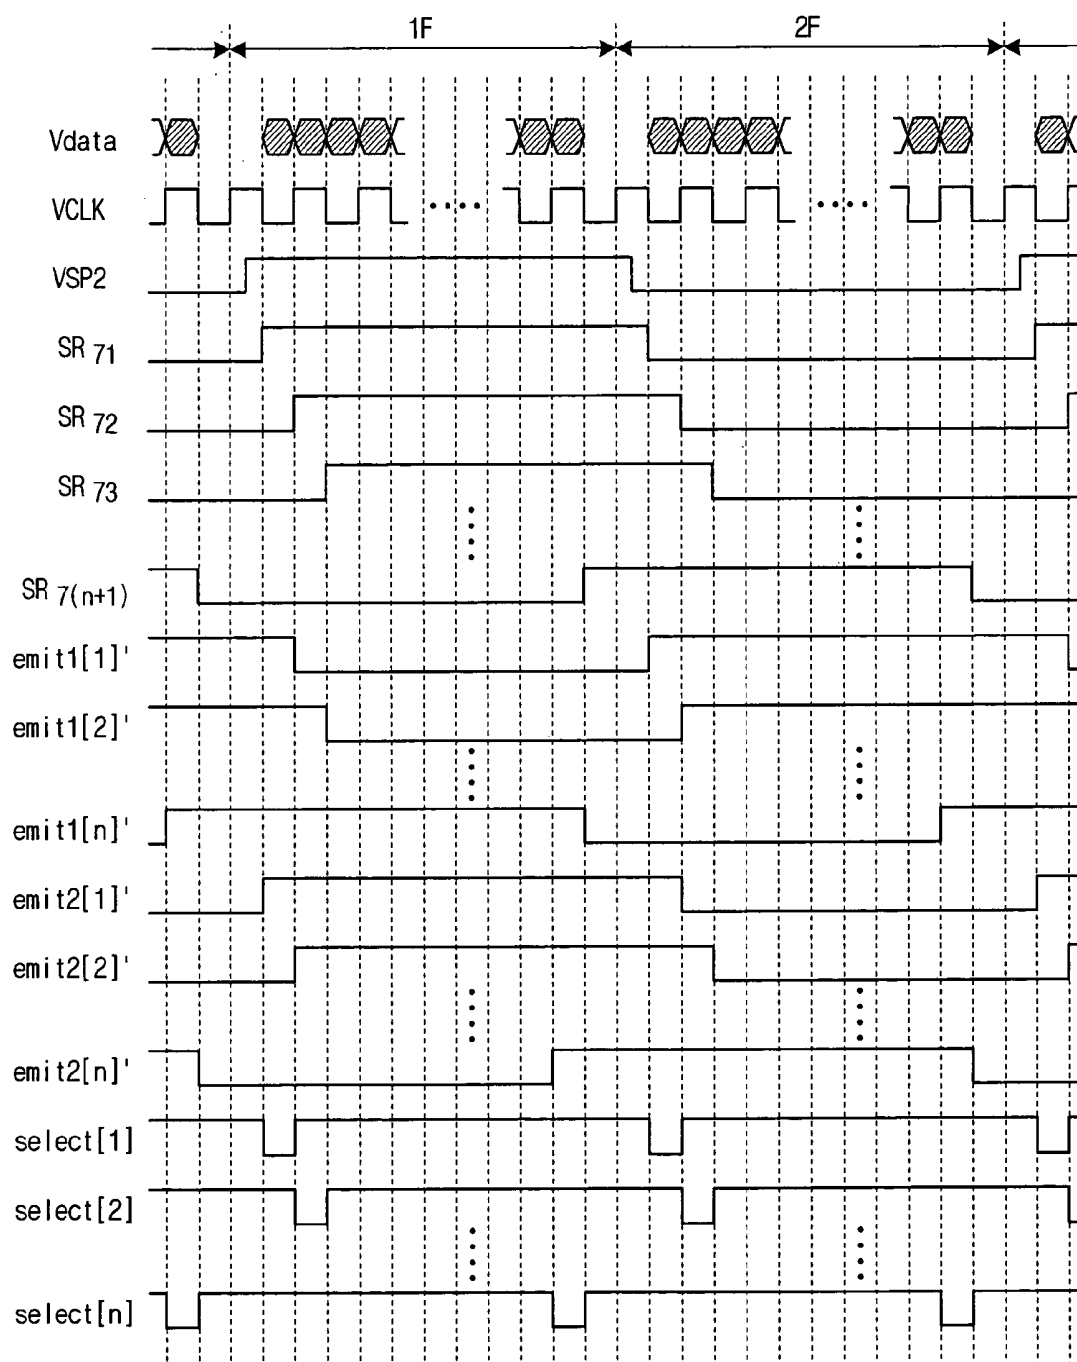 1F 2F
Vdata
VCLK
VSP2
SR 71
SR 72
SR 73
SR 7(n+1)
emit1[1]'
emit1[2]'
emit1[n]'
emit2[1]'
emit2[2]'
emit2[n]'
select[1]
select[2]
select[n]